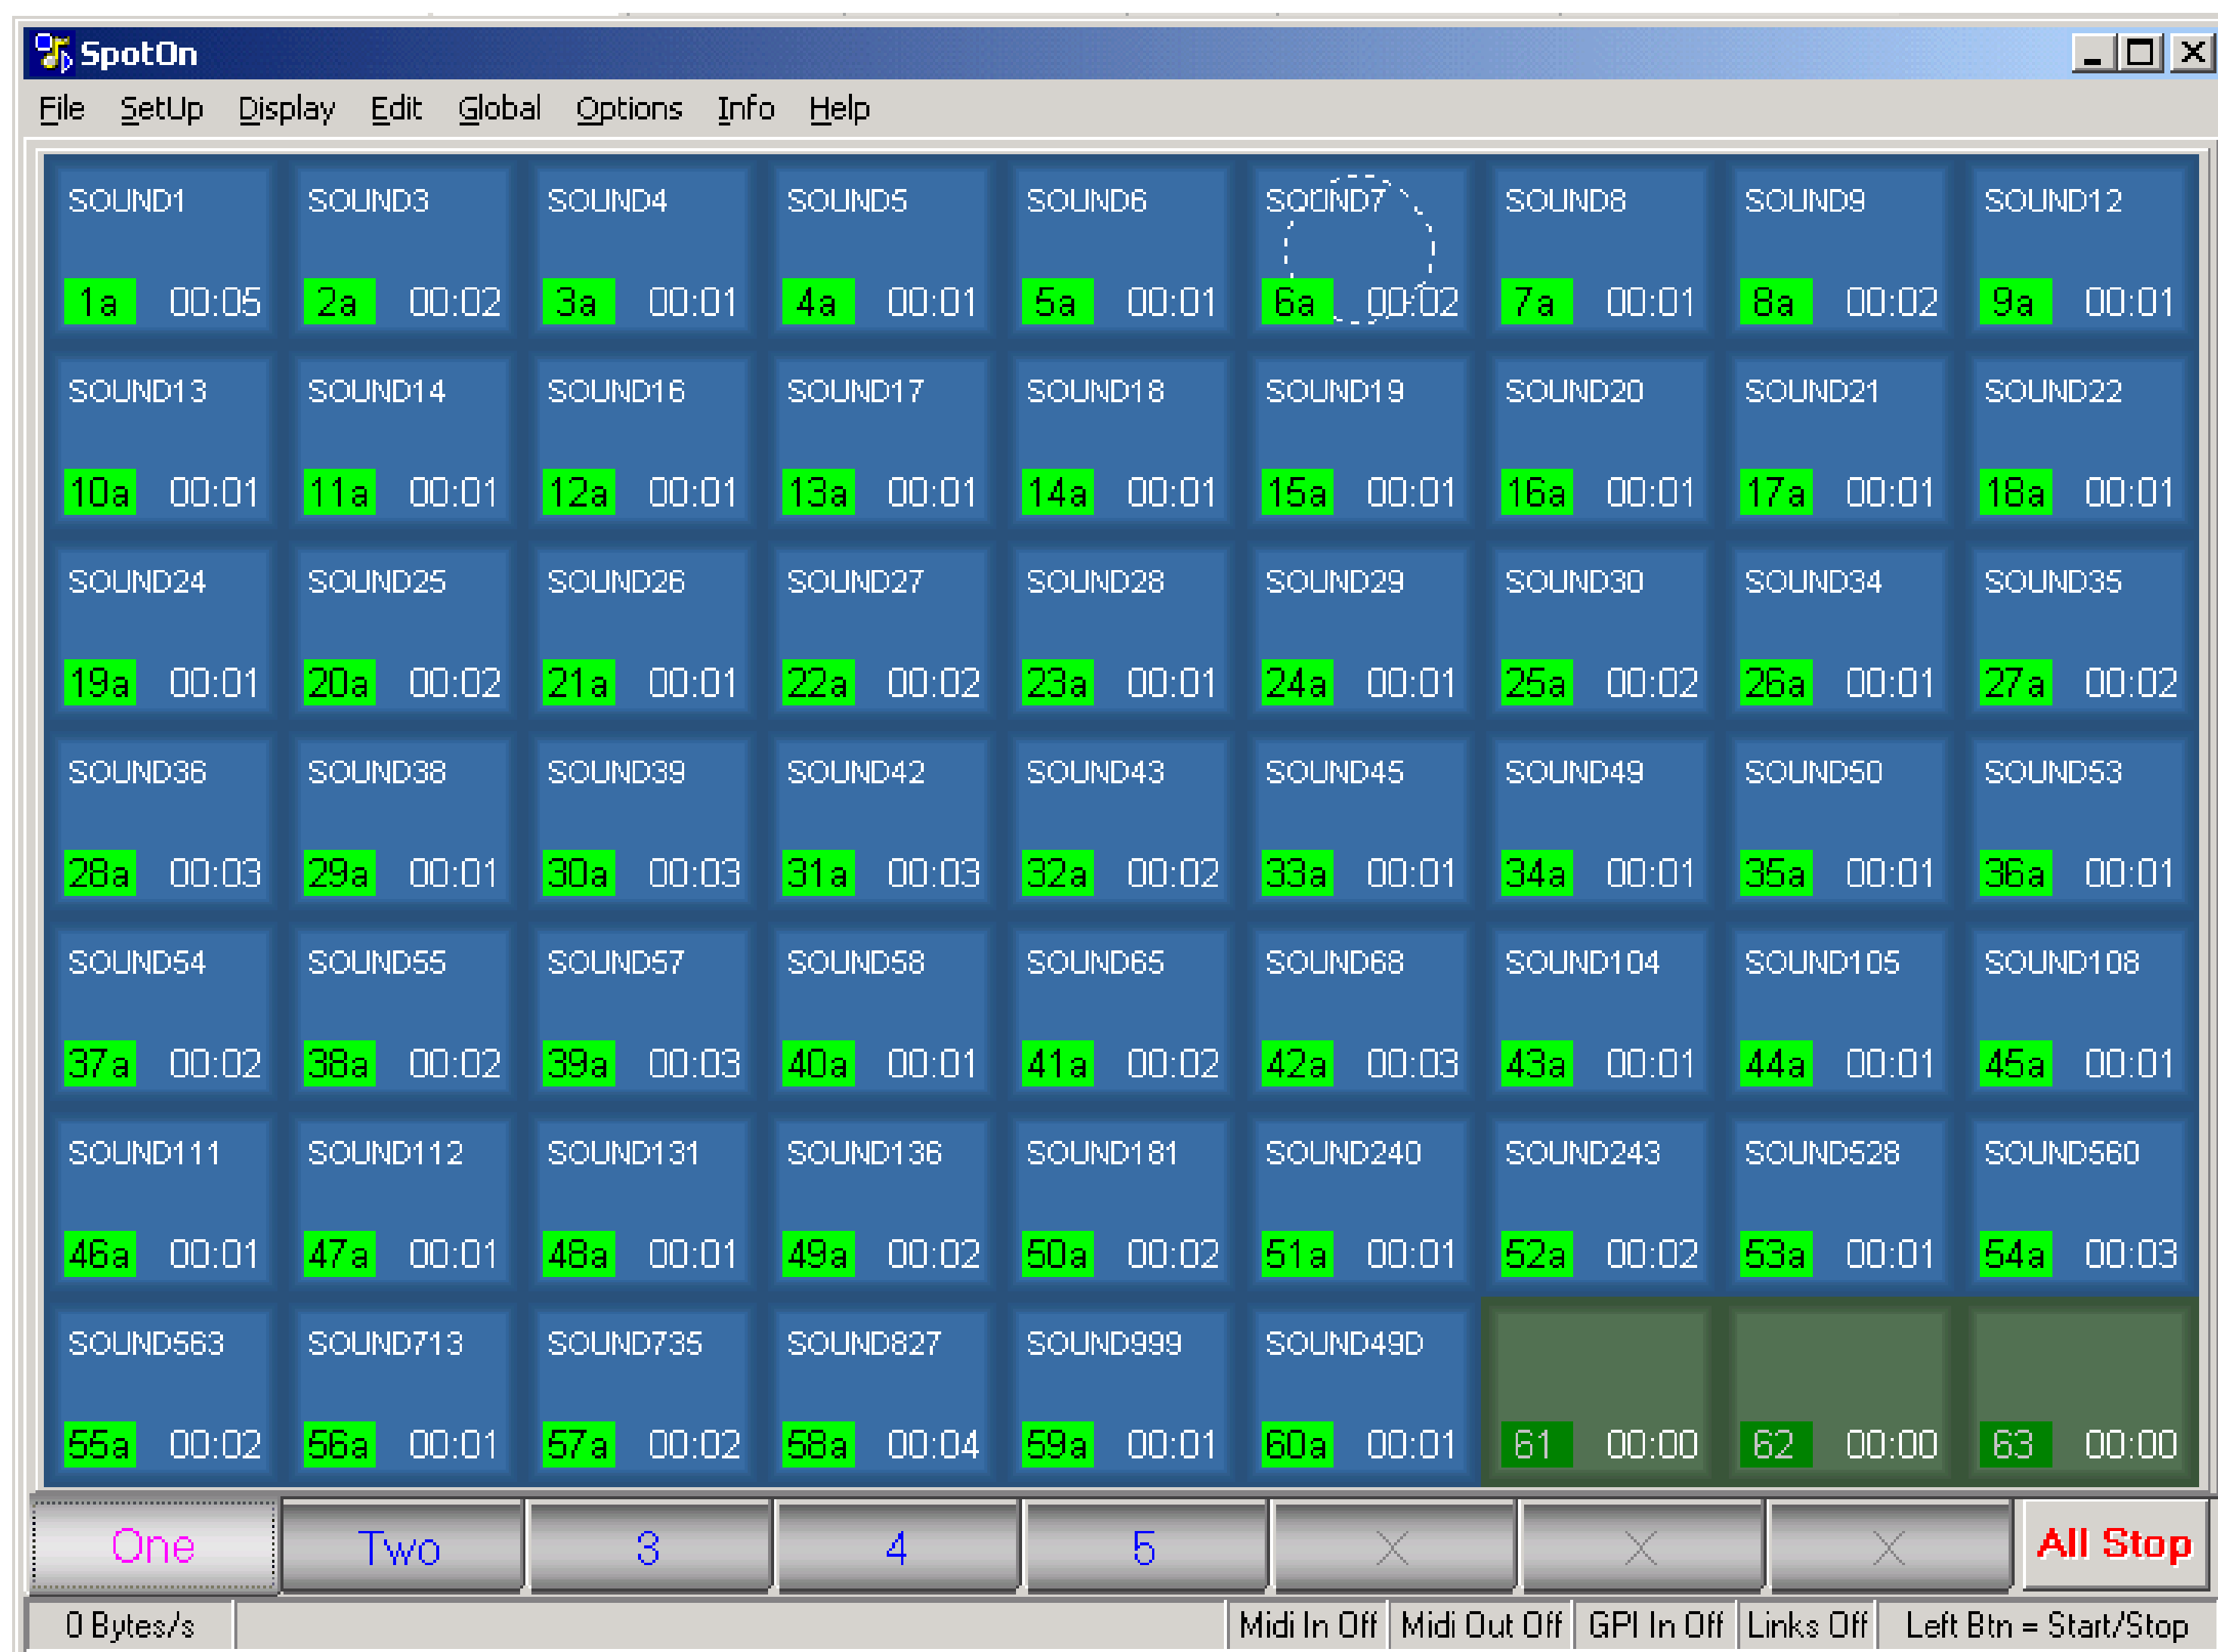 SpotOn
File SetUp Display Edit Global Options Info Help
SOUND1 SOUND3 SOUND4 SOUND5 SOUND6 SOUND7 SOUND8 SOUND9 SOUND12
1a 00:05 2a 00:02 3a 00:01 4a 00:01 5a 00:01 6a 00:02 7a 00:01 8a 00:02 9a 00:01
SOUND13 SOUND14 SOUND16 SOUND17 SOUND18 SOUND19 SOUND20 SOUND21 SOUND22
10a 00:01 11a 00:01 12a 00:01 13a 00:01 14a 00:01 15a 00:01 16a 00:01 17a 00:01 18a 00:01
SOUND24 SOUND25 SOUND26 SOUND27 SOUND28 SOUND29 SOUND30 SOUND34 SOUND35
19a 00:01 20a 00:02 21a 00:01 22a 00:02 23a 00:01 24a 00:01 25a 00:02 26a 00:01 27a 00:02
SOUND36 SOUND38 SOUND39 SOUND42 SOUND43 SOUND45 SOUND49 SOUND50 SOUND53
28a 00:03 29a 00:01 30a 00:03 31a 00:03 32a 00:02 33a 00:01 34a 00:01 35a 00:01 36a 00:01
SOUND54 SOUND55 SOUND57 SOUND58 SOUND65 SOUND68 SOUND104 SOUND105 SOUND108
37a 00:02 38a 00:02 39a 00:03 40a 00:01 41a 00:02 42a 00:03 43a 00:01 44a 00:01 45a 00:01
SOUND111 SOUND112 SOUND131 SOUND136 SOUND181 SOUND240 SOUND243 SOUND528 SOUND560
46a 00:01 47a 00:01 48a 00:01 49a 00:02 50a 00:02 51a 00:01 52a 00:02 53a 00:01 54a 00:03
SOUND563 SOUND713 SOUND735 SOUND827 SOUND999 SOUND49D
55a 00:02 56a 00:01 57a 00:02 58a 00:04 59a 00:01 60a 00:01 61 00:00 62 00:00 63 00:00
One Two 3 4 5 X X X All Stop
0 Bytes/s Midi In Off Midi Out Off GPI In Off Links Off Left Btn = Start/Stop